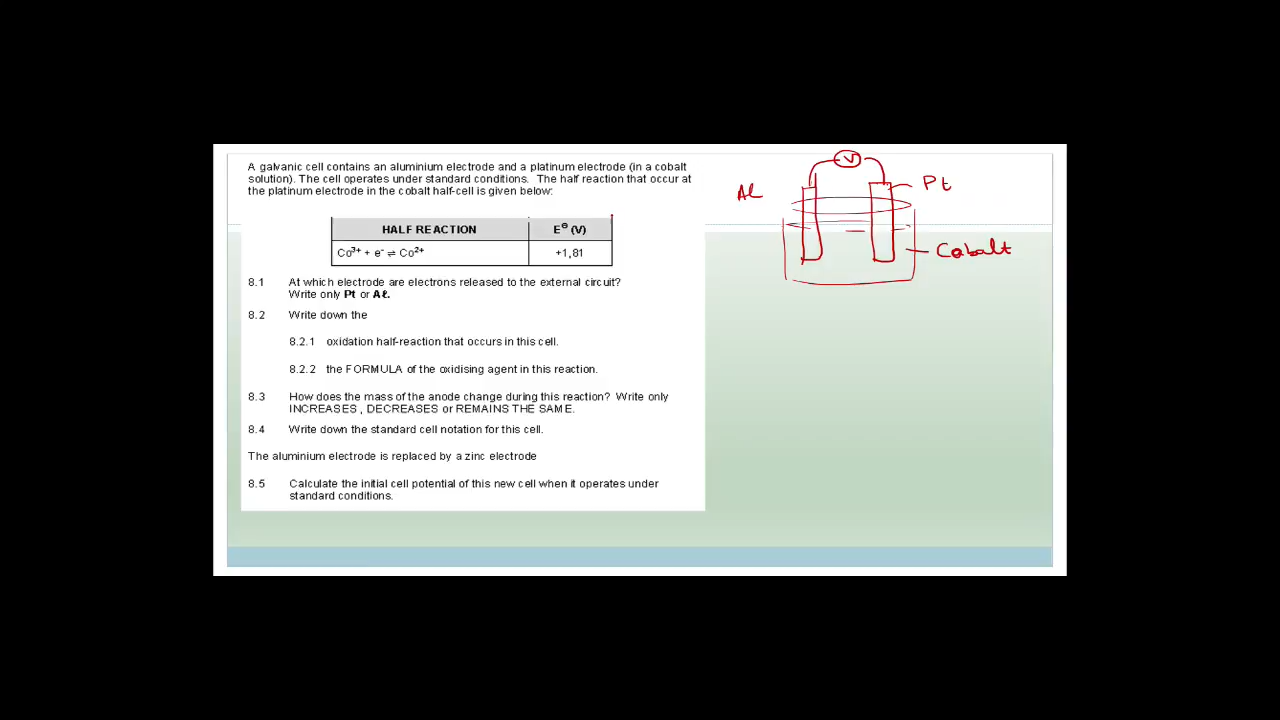 A galvanic cell contains an aluminium electrode and a platinum electrode (in a cobalt
solution). The cell operates under standard conditions. The half reaction that occur at
the platinum electrode in the cobalt half-cell is given below:
HALF REACTION E⊖ (V)
Co³⁺ + e⁻ ⇌ Co²⁺ +1,81
8.1 At which electrode are electrons released to the external circuit?
Write only Pt or Aℓ.
8.2 Write down the
8.2.1 oxidation half-reaction that occurs in this cell.
8.2.2 the FORMULA of the oxidising agent in this reaction.
8.3 How does the mass of the anode change during this reaction? Write only
INCREASES , DECREASES or REMAINS THE SAME.
8.4 Write down the standard cell notation for this cell.
The aluminium electrode is replaced by a zinc electrode
8.5 Calculate the initial cell potential of this new cell when it operates under
standard conditions.
V
Al
Pt
Cobalt